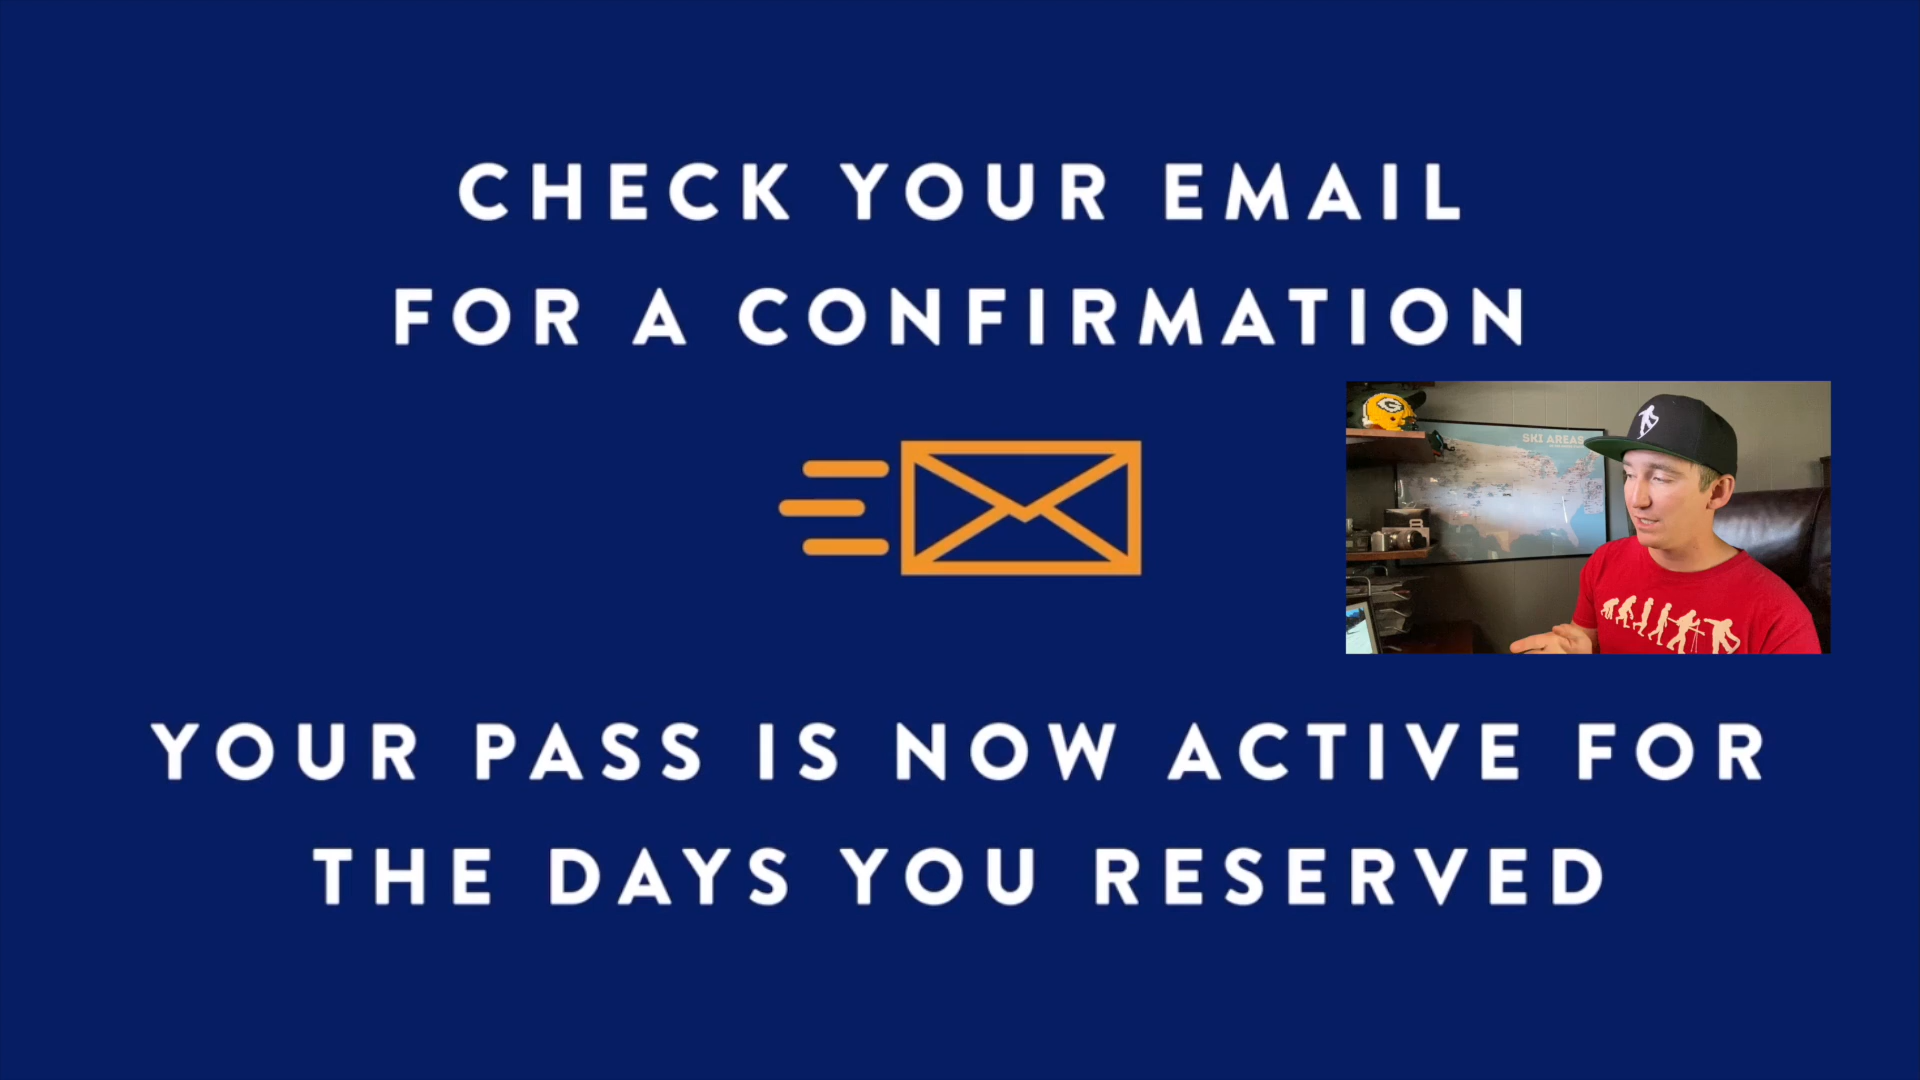 CHECK YOUR EMAIL
FOR A CONFIRMATION
SKI AREAS
G
YOUR PASS IS NOW ACTIVE FOR
THE DAYS YOU RESERVED